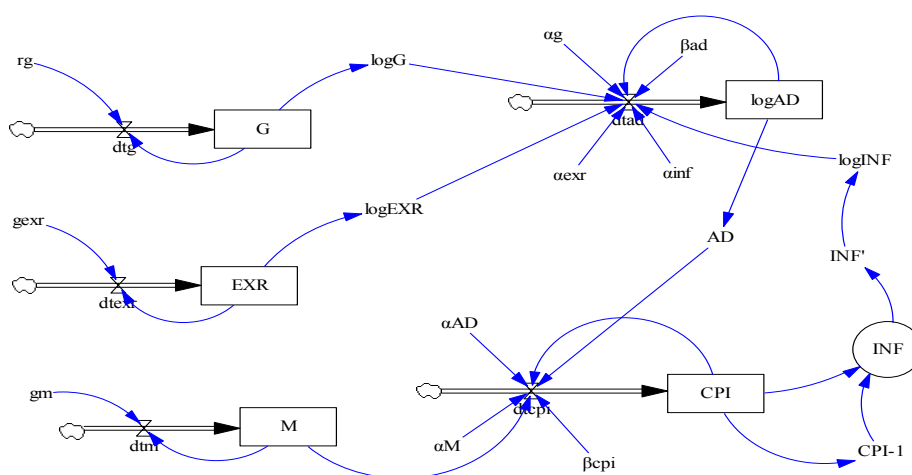 αg
βad
rg
logG
logAD
G
dtg
dtad
αexr
αinf
logINF
logEXR
gexr
AD
INF'
EXR
dtexr
αAD
INF
gm
CPI
dtcpi
M
dtm
αM
βcpi
CPI-1